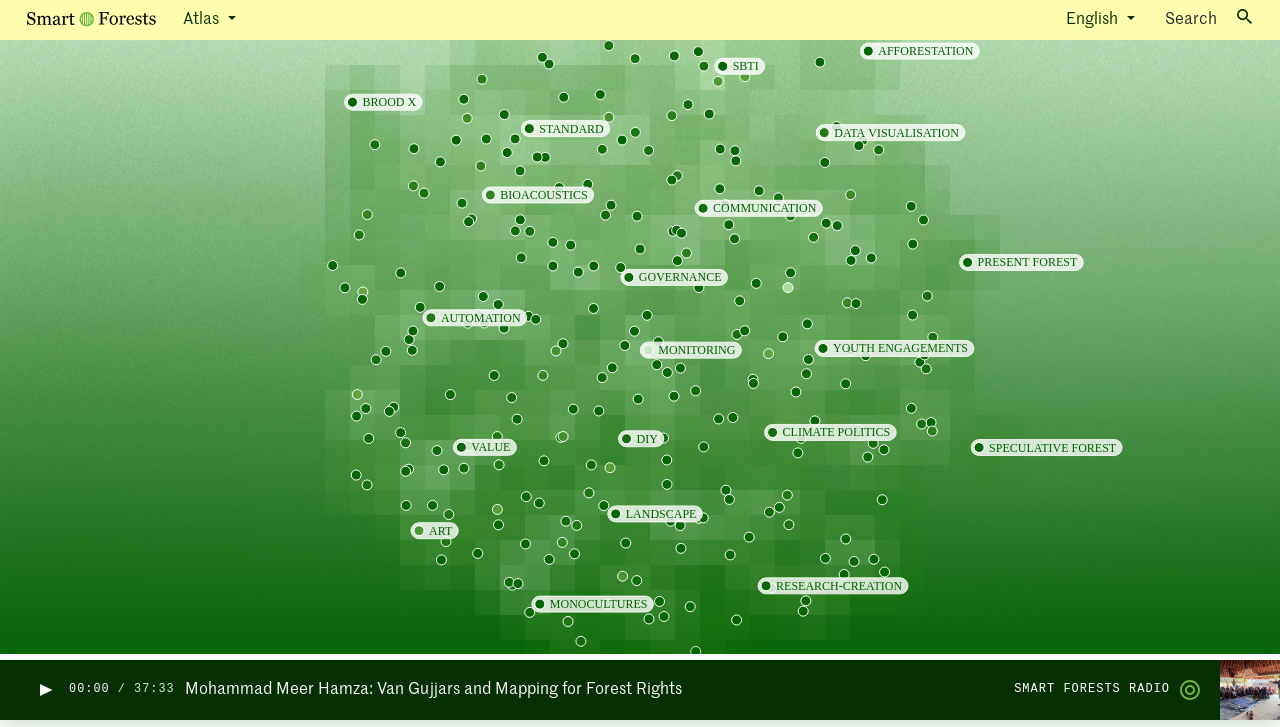 Smart Forests Atlas English Search
AFFORESTATION
SBTI
BROOD X
STANDARD
DATA VISUALISATION
BIOACOUSTICS
COMMUNICATION
PRESENT FOREST
GOVERNANCE
AUTOMATION
MONITORING
YOUTH ENGAGEMENTS
CLIMATE POLITICS
DIY
VALUE
SPECULATIVE FOREST
LANDSCAPE
ART
RESEARCH-CREATION
MONOCULTURES
00:00 / 37:33 Mohammad Meer Hamza: Van Gujjars and Mapping for Forest Rights SMART FORESTS RADIO